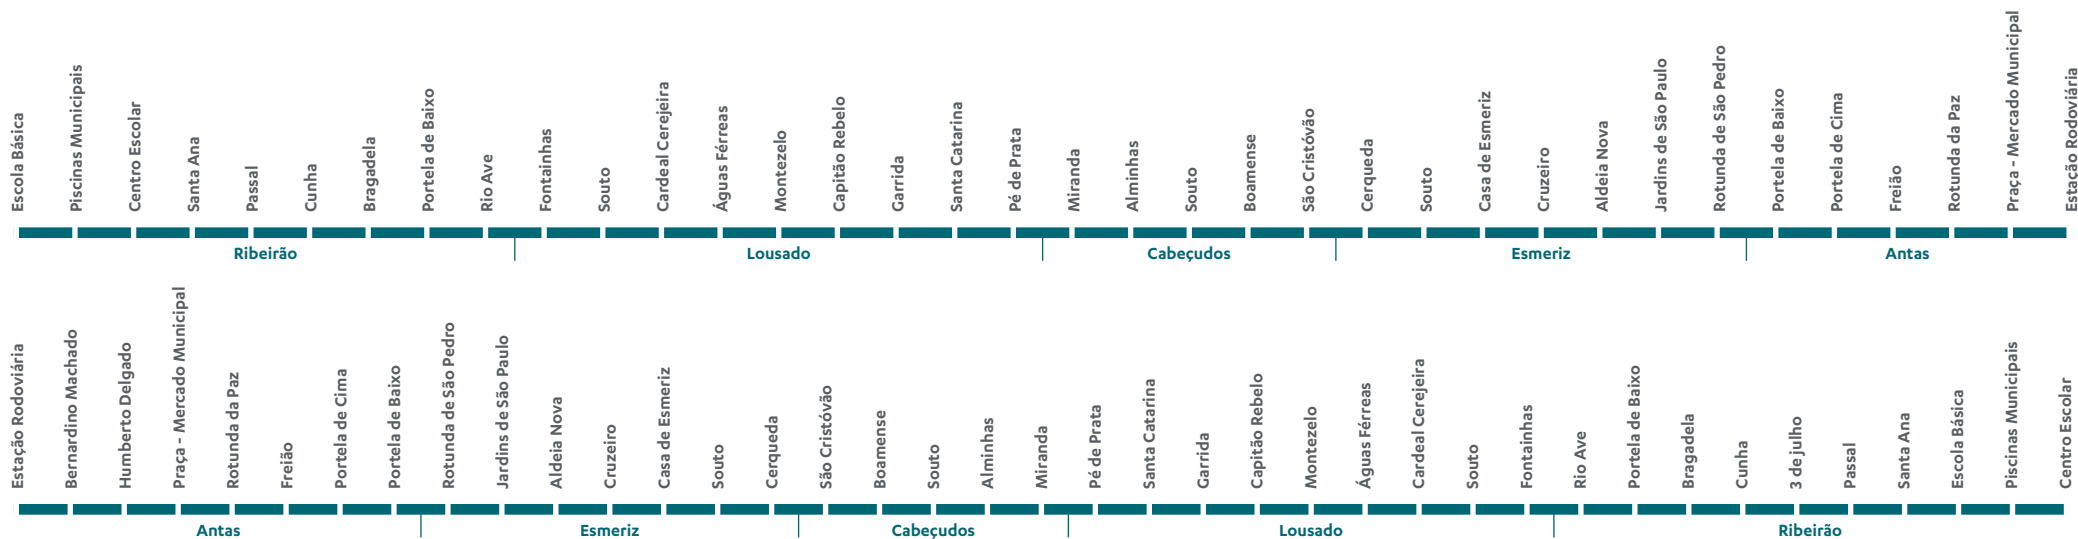 Escola Básica
Piscinas Municipais
Centro Escolar
Santa Ana
Passal
Cunha
Bragadela
Portela de Baixo
Rio Ave
Fontainhas
Souto
Cardeal Cerejeira
Águas Férreas
Montezelo
Capitão Rebelo
Garrida
Santa Catarina
Pé de Prata
Miranda
Alminhas
Souto
Boamense
São Cristóvão
Cerqueda
Souto
Casa de Esmeriz
Cruzeiro
Aldeia Nova
Jardins de São Paulo
Rotunda de São Pedro
Portela de Baixo
Portela de Cima
Freião
Rotunda da Paz
Praça - Mercado Municipal
Estação Rodoviária
Ribeirão
Lousado
Cabeçudos
Esmeriz
Antas
Estação Rodoviária
Bernardino Machado
Humberto Delgado
Praça - Mercado Municipal
Rotunda da Paz
Freião
Portela de Cima
Portela de Baixo
Rotunda de São Pedro
Jardins de São Paulo
Aldeia Nova
Cruzeiro
Casa de Esmeriz
Souto
Cerqueda
São Cristóvão
Boamense
Souto
Alminhas
Miranda
Pé de Prata
Santa Catarina
Garrida
Capitão Rebelo
Montezelo
Águas Férreas
Cardeal Cerejeira
Souto
Fontainhas
Rio Ave
Portela de Baixo
Bragadela
Cunha
3 de julho
Passal
Santa Ana
Escola Básica
Piscinas Municipais
Centro Escolar
Antas
Esmeriz
Cabeçudos
Lousado
Ribeirão